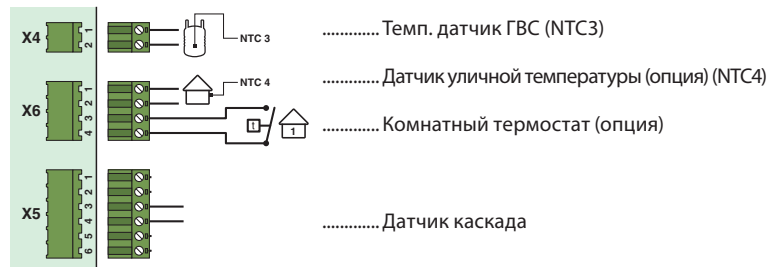 X4
1
2
NTC 3
............. Темп. датчик ГВС (NTC3)
X6
1
2
3
4
NTC 4
............. Датчик уличной температуры (опция) (NTC4)
t
1
............. Комнатный термостат (опция)
X5
1
2
3
4
5
6
............. Датчик каскада